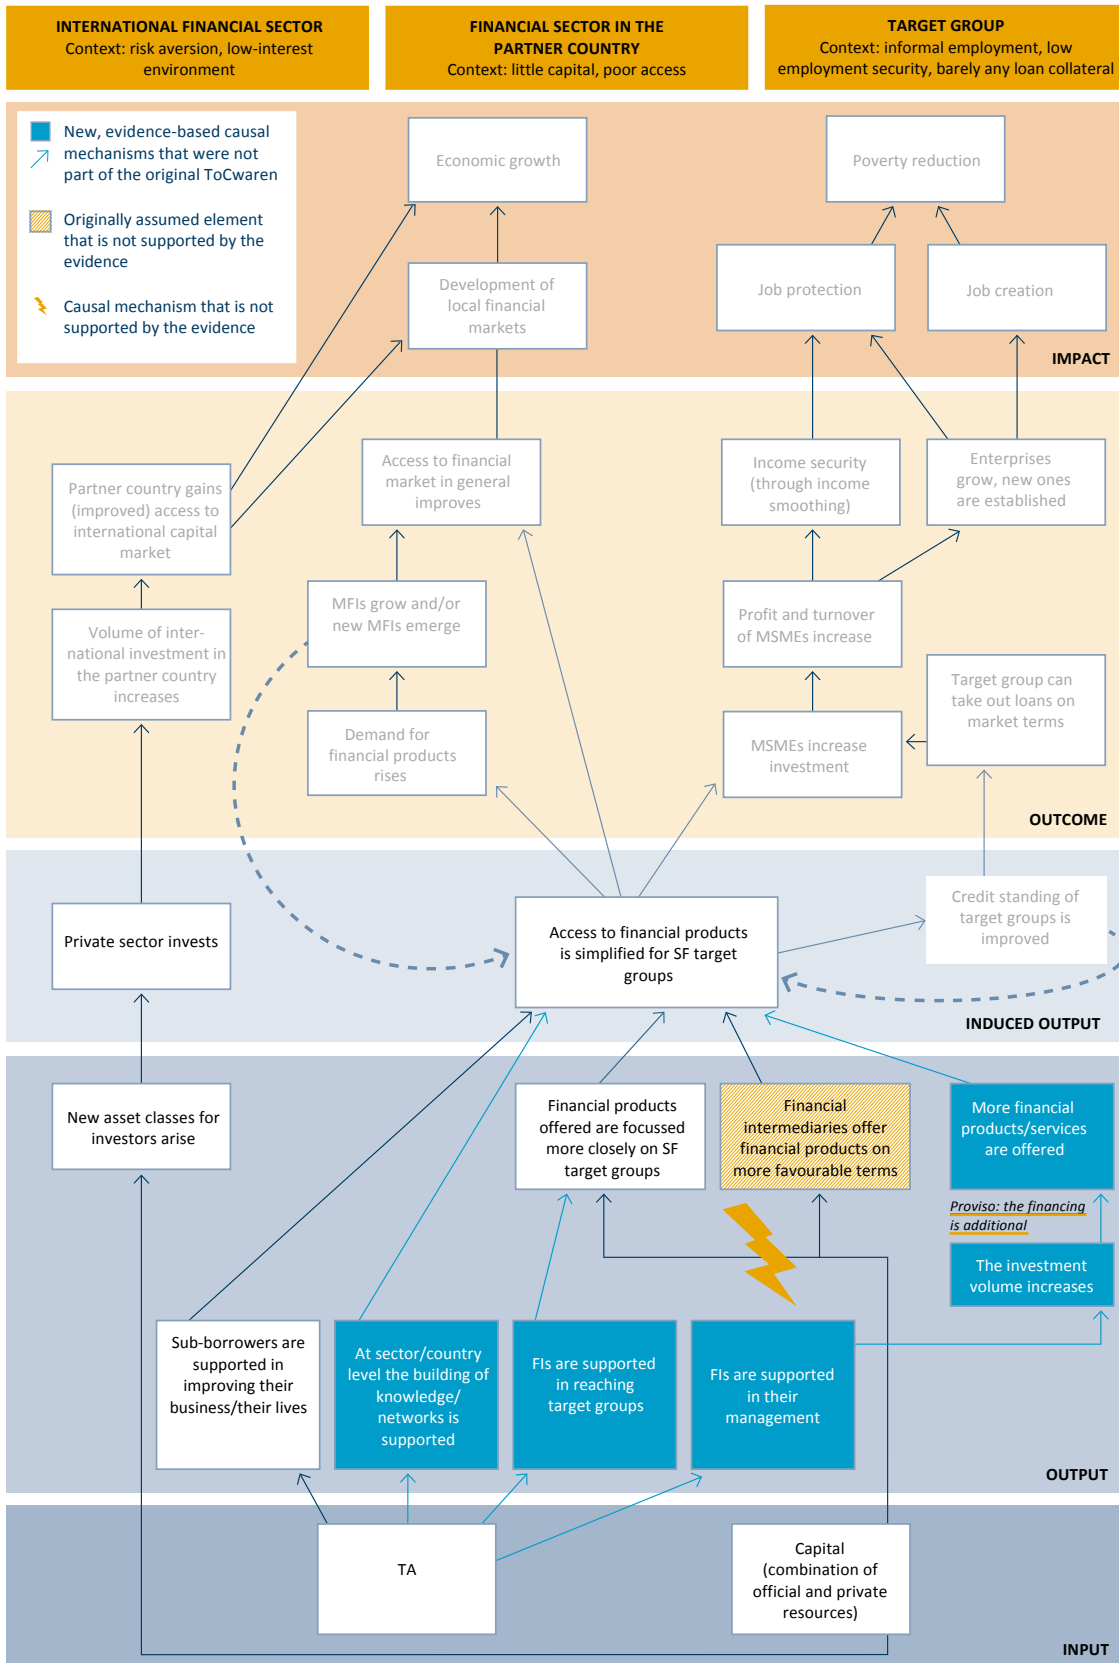 INTERNATIONAL FINANCIAL SECTOR
Context: risk aversion, low-interest
environment
FINANCIAL SECTOR IN THE
PARTNER COUNTRY
Context: little capital, poor access
TARGET GROUP
Context: informal employment, low
employment security, barely any loan collateral
New, evidence-based causal
mechanisms that were not
part of the original ToCwaren
Originally assumed element
that is not supported by the
evidence
Causal mechanism that is not
supported by the evidence
Economic growth
Poverty reduction
Development of
local financial
markets
Job protection
Job creation
IMPACT
Partner country gains
(improved) access to
international capital
market
Access to financial
market in general
improves
Income security
(through income
smoothing)
Enterprises
grow, new ones
are established
Volume of inter-
national investment in
the partner country
increases
MFIs grow and/or
new MFIs emerge
Profit and turnover
of MSMEs increase
Target group can
take out loans on
market terms
Demand for
financial products
rises
MSMEs increase
investment
OUTCOME
Private sector invests
Access to financial products
is simplified for SF target
groups
Credit standing of
target groups is
improved
INDUCED OUTPUT
New asset classes for
investors arise
Financial products
offered are focussed
more closely on SF
target groups
Financial
intermediaries offer
financial products on
more favourable terms
More financial
products/services
are offered
Proviso: the financing
is additional
The investment
volume increases
Sub-borrowers are
supported in
improving their
business/their lives
At sector/country
level the building of
knowledge/
networks is
supported
FIs are supported
in reaching
target groups
FIs are supported
in their
management
OUTPUT
TA
Capital
(combination of
official and private
resources)
INPUT